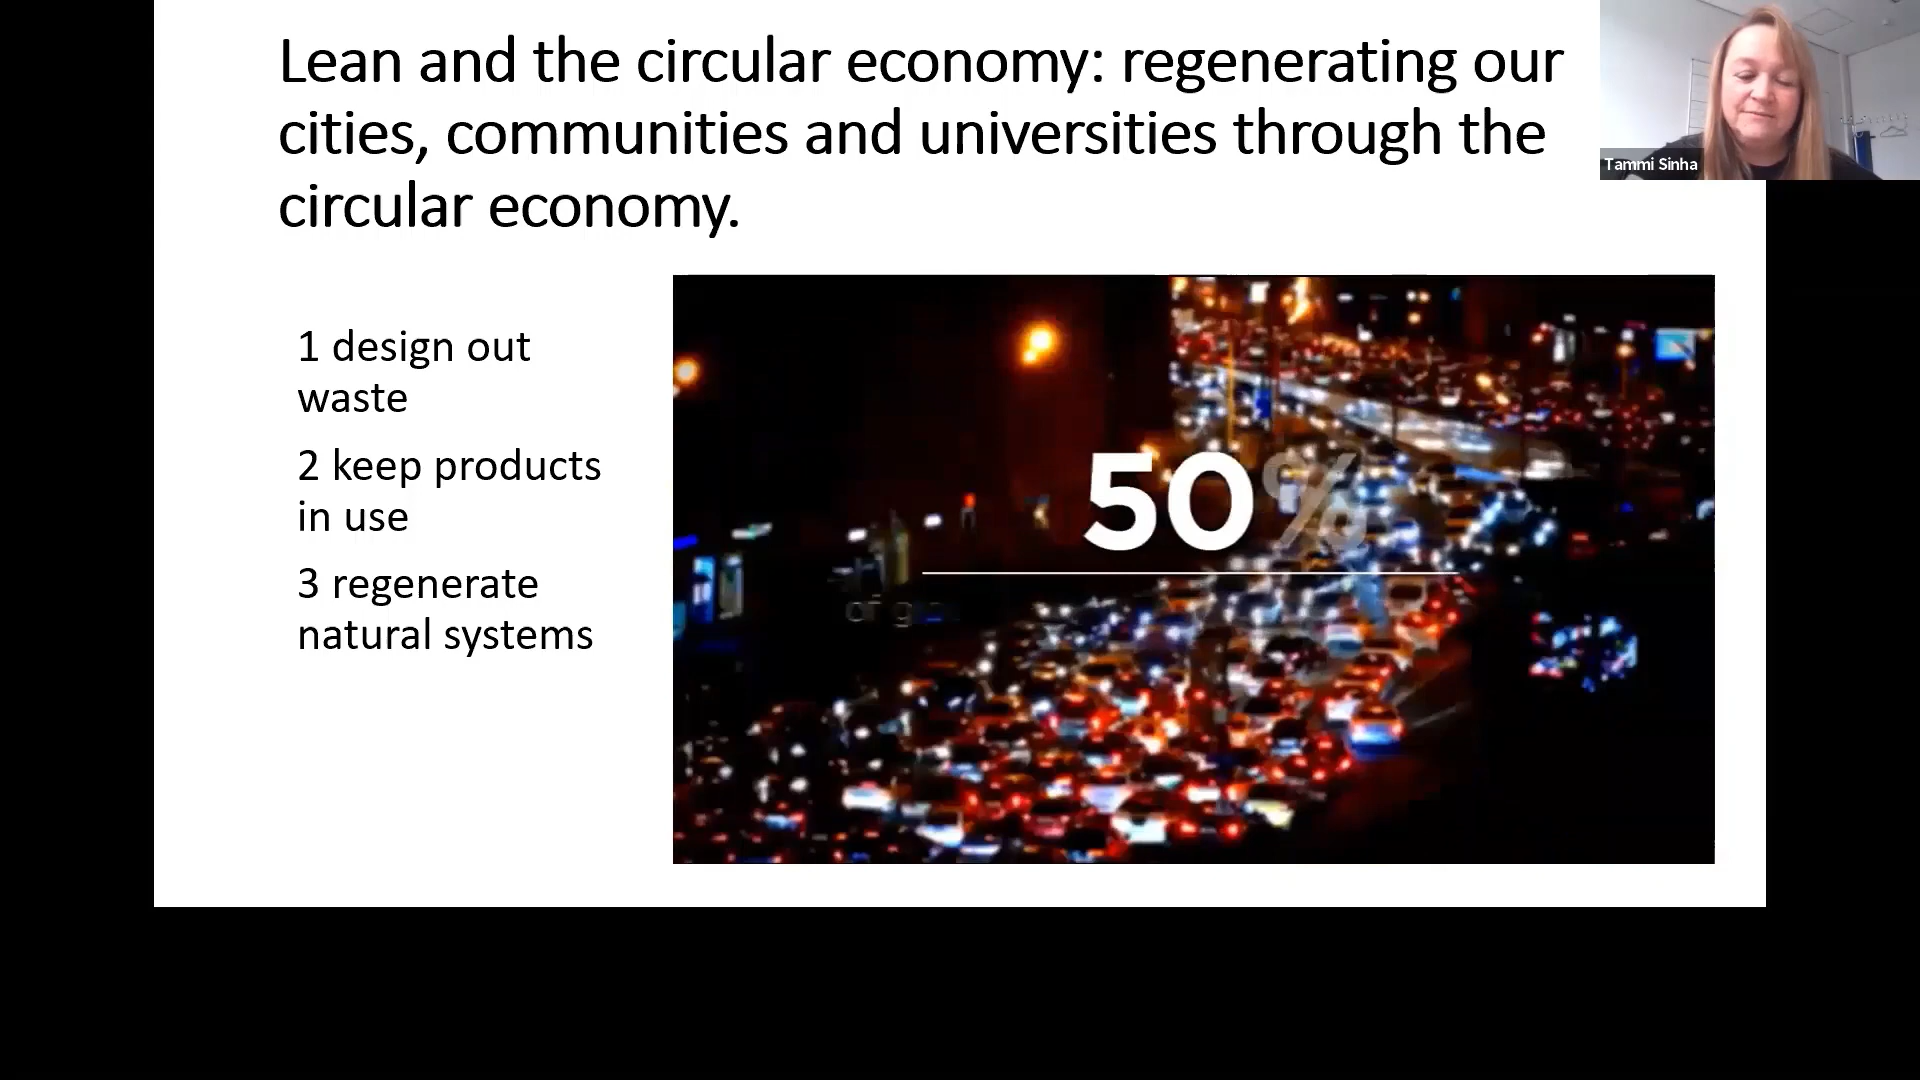 Lean and the circular economy: regenerating our
cities, communities and universities through the
circular economy.
Tammi Sinha
1 design out
waste
2 keep products
in use
3 regenerate
natural systems
50%
of